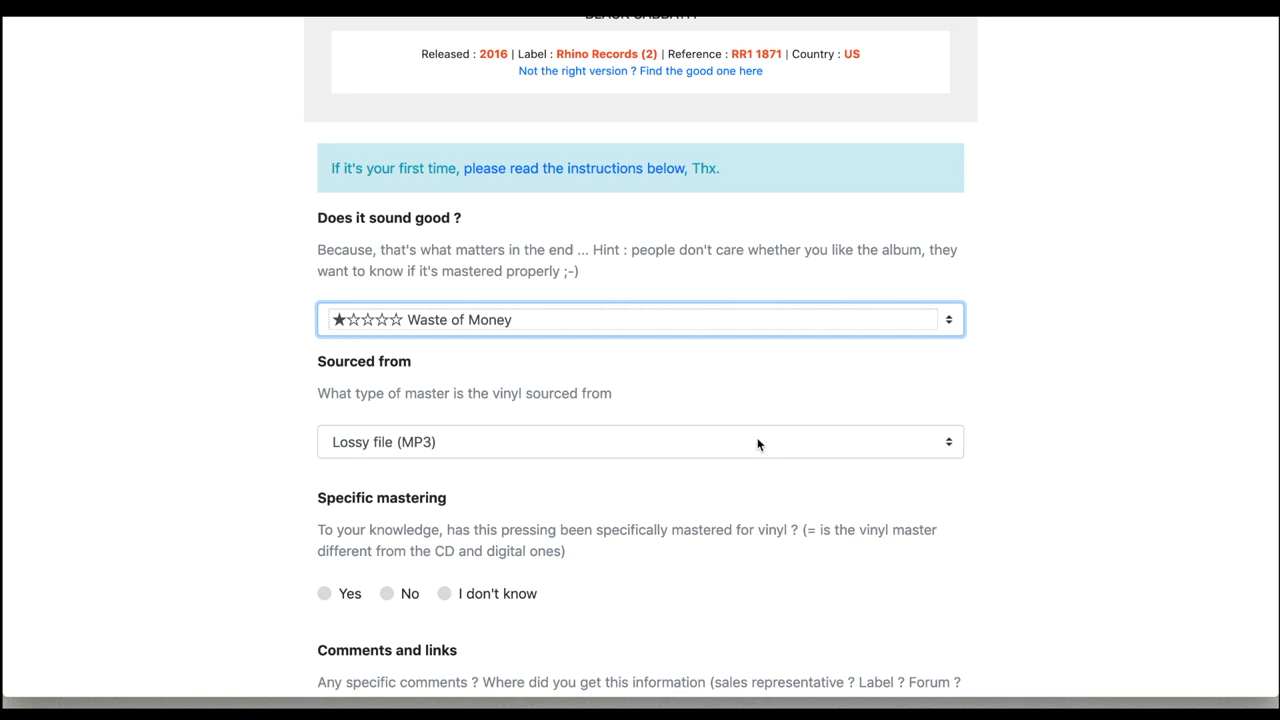 BLACK SABBATH
Released : 2016 | Label : Rhino Records (2) | Reference : RR1 1871 | Country : US
Not the right version ? Find the good one here
If it's your first time, please read the instructions below, Thx.
Does it sound good ?
Because, that's what matters in the end ... Hint : people don't care whether you like the album, they
want to know if it's mastered properly ;-)
★☆☆☆☆ Waste of Money
Sourced from
What type of master is the vinyl sourced from
Lossy file (MP3)
Specific mastering
To your knowledge, has this pressing been specifically mastered for vinyl ? (= is the vinyl master
different from the CD and digital ones)
Yes No I don't know
Comments and links
Any specific comments ? Where did you get this information (sales representative ? Label ? Forum ?